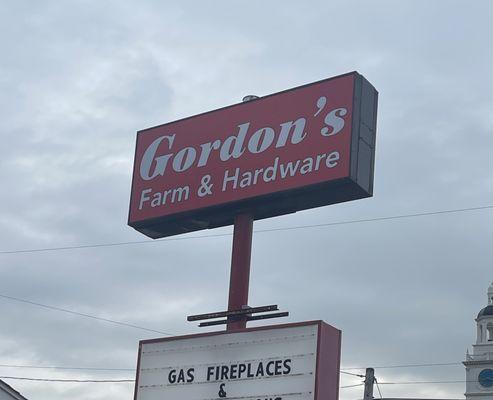 Gordon's
Farm & Hardware
GAS FIREPLACES
&